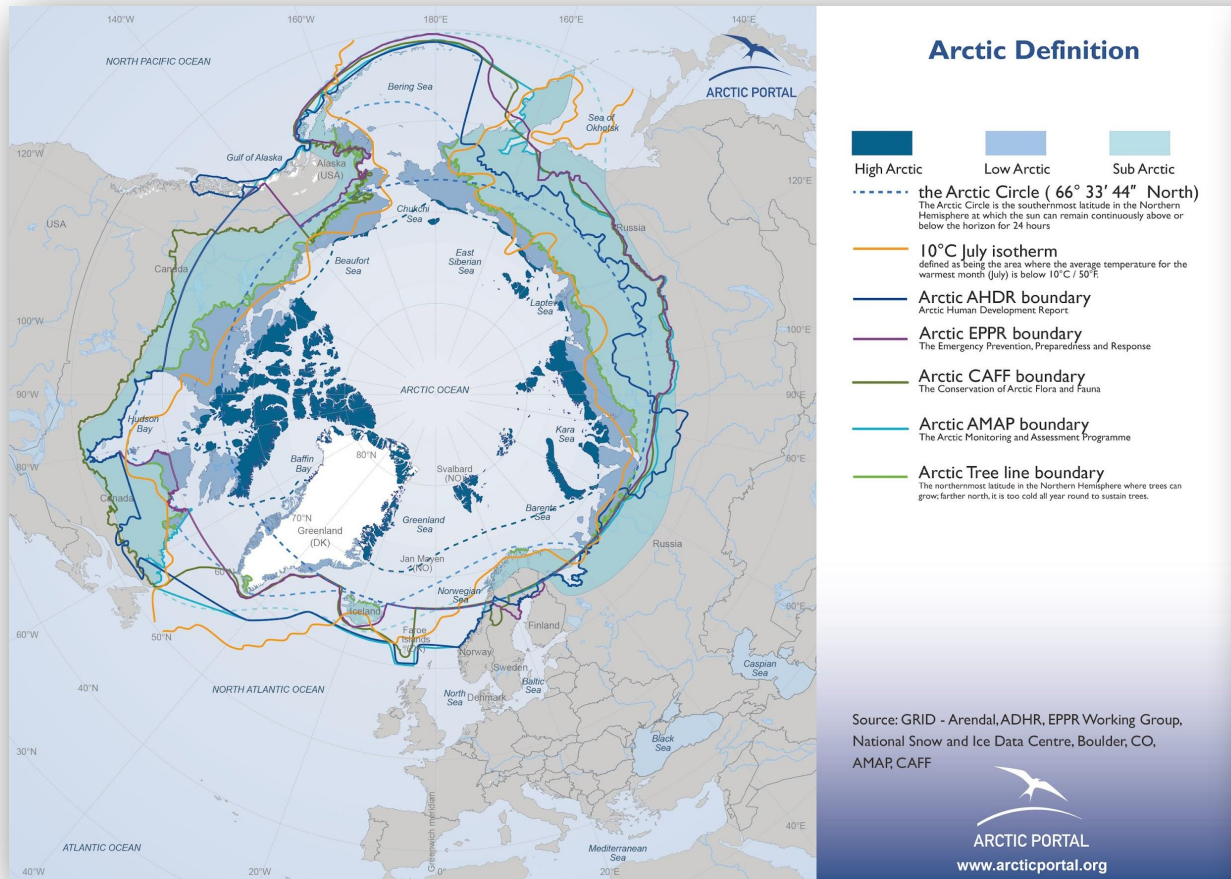 140°W
160°W
180°E
160°E
140°E
NORTH PACIFIC OCEAN
Bering Sea
ARCTIC PORTAL
Sea of
Okhotsk
120°W
Gulf of Alaska
Alaska
(USA)
120°E
Chukchi
Sea
USA
Russia
Canada
Beaufort
Sea
East
Siberian
Sea
Laptev
Sea
100°W
100°E
ARCTIC OCEAN
90°W
90°E
Hudson
Bay
Kara
Sea
80°W
Baffin
Bay
80°N
80°E
Svalbard
(NO)
Canada
70°N
Greenland
(DK)
Greenland
Sea
Barents
Sea
Russia
Jan Mayen
(NO)
60°N
Norwegian
Sea
Iceland
60°E
Faroe
Islands
(DK)
Finland
60°W
50°N
Norway
Sweden
Caspian
Sea
40°N
NORTH ATLANTIC OCEAN
North
Sea
Denmark
Baltic
Sea
Black
Sea
30°N
Greenwich meridian
40°E
ATLANTIC OCEAN
Mediterranean
Sea
40°W
20°W
0°
20°E
Arctic Definition
High Arctic
Low Arctic
Sub Arctic
the Arctic Circle ( 66° 33′ 44″ North)
The Arctic Circle is the southernmost latitude in the Northern
Hemisphere at which the sun can remain continuously above or
below the horizon for 24 hours
10°C July isotherm
defined as being the area where the average temperature for the
warmest month (July) is below 10°C / 50°F.
Arctic AHDR boundary
Arctic Human Development Report
Arctic EPPR boundary
The Emergency Prevention, Preparedness and Response
Arctic CAFF boundary
The Conservation of Arctic Flora and Fauna
Arctic AMAP boundary
The Arctic Monitoring and Assessment Programme
Arctic Tree line boundary
The northernmost latitude in the Northern Hemisphere where trees can
grow; farther north, it is too cold all year round to sustain trees.
Source: GRID - Arendal, ADHR, EPPR Working Group,
National Snow and Ice Data Centre, Boulder, CO,
AMAP, CAFF
ARCTIC PORTAL
www.arcticportal.org